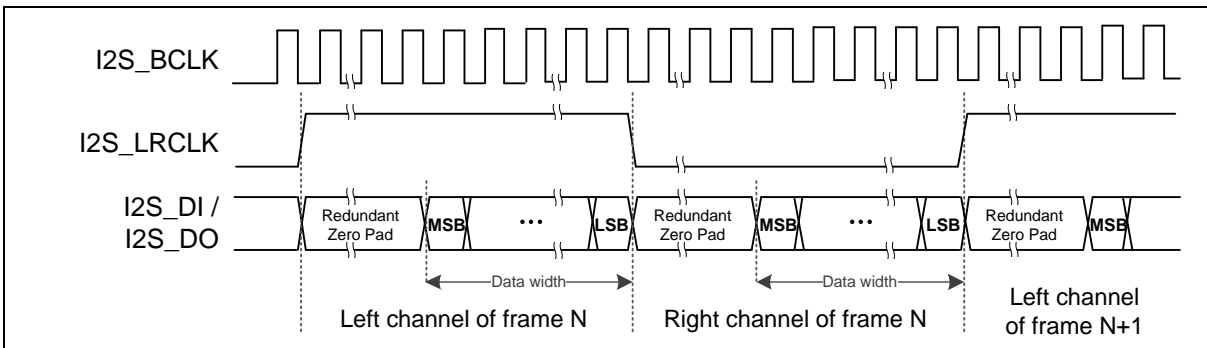 I2S_BCLK
I2S_LRCLK
I2S_DI /
I2S_DO
Redundant
Zero Pad
MSB
...
LSB
Redundant
Zero Pad
MSB
...
LSB
Redundant
Zero Pad
MSB
Data width
Data width
Left channel of frame N
Right channel of frame N
Left channel
of frame N+1